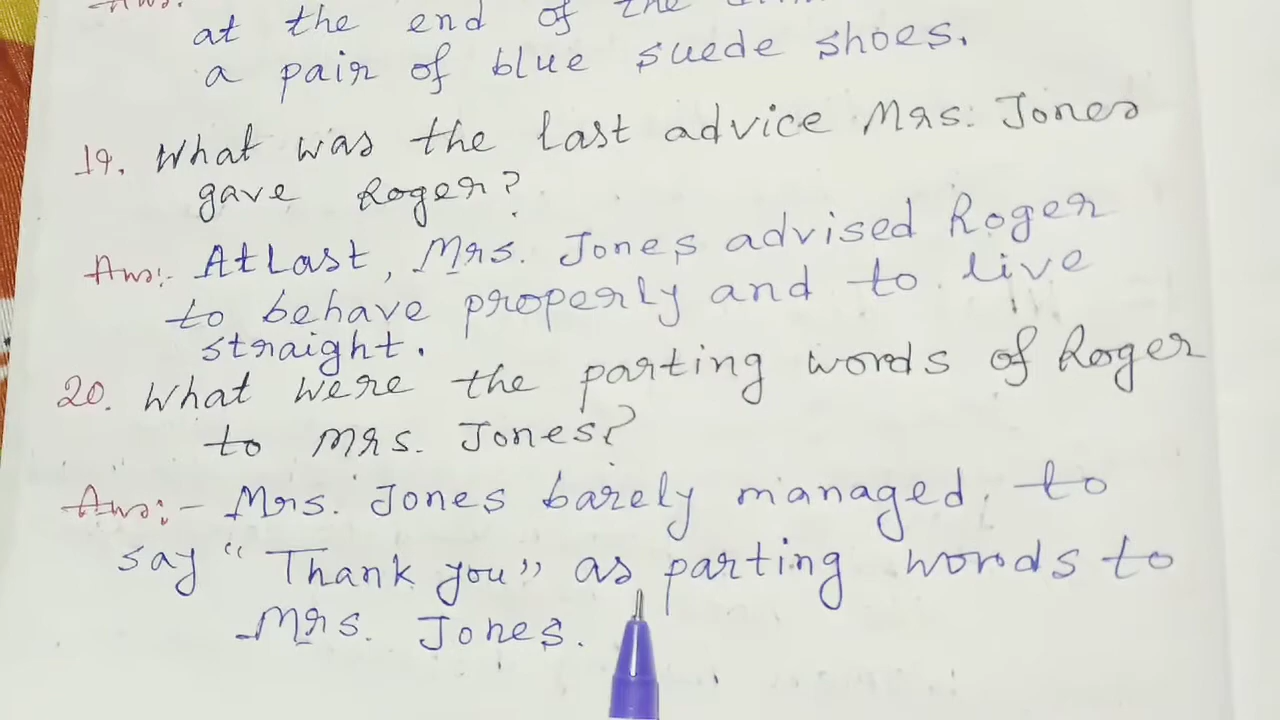 Ans:
at the end of the
a pair of blue suede shoes.
19. What was the last advice Mrs. Jones
gave Roger?
Ans:- At Last, Mrs. Jones advised Roger
to behave properly and to live
straight.
20. What were the parting words of Roger
to Mrs. Jones?
Ans:- Mrs. Jones barely managed to
say "Thank you" as parting words to
Mrs. Jones.